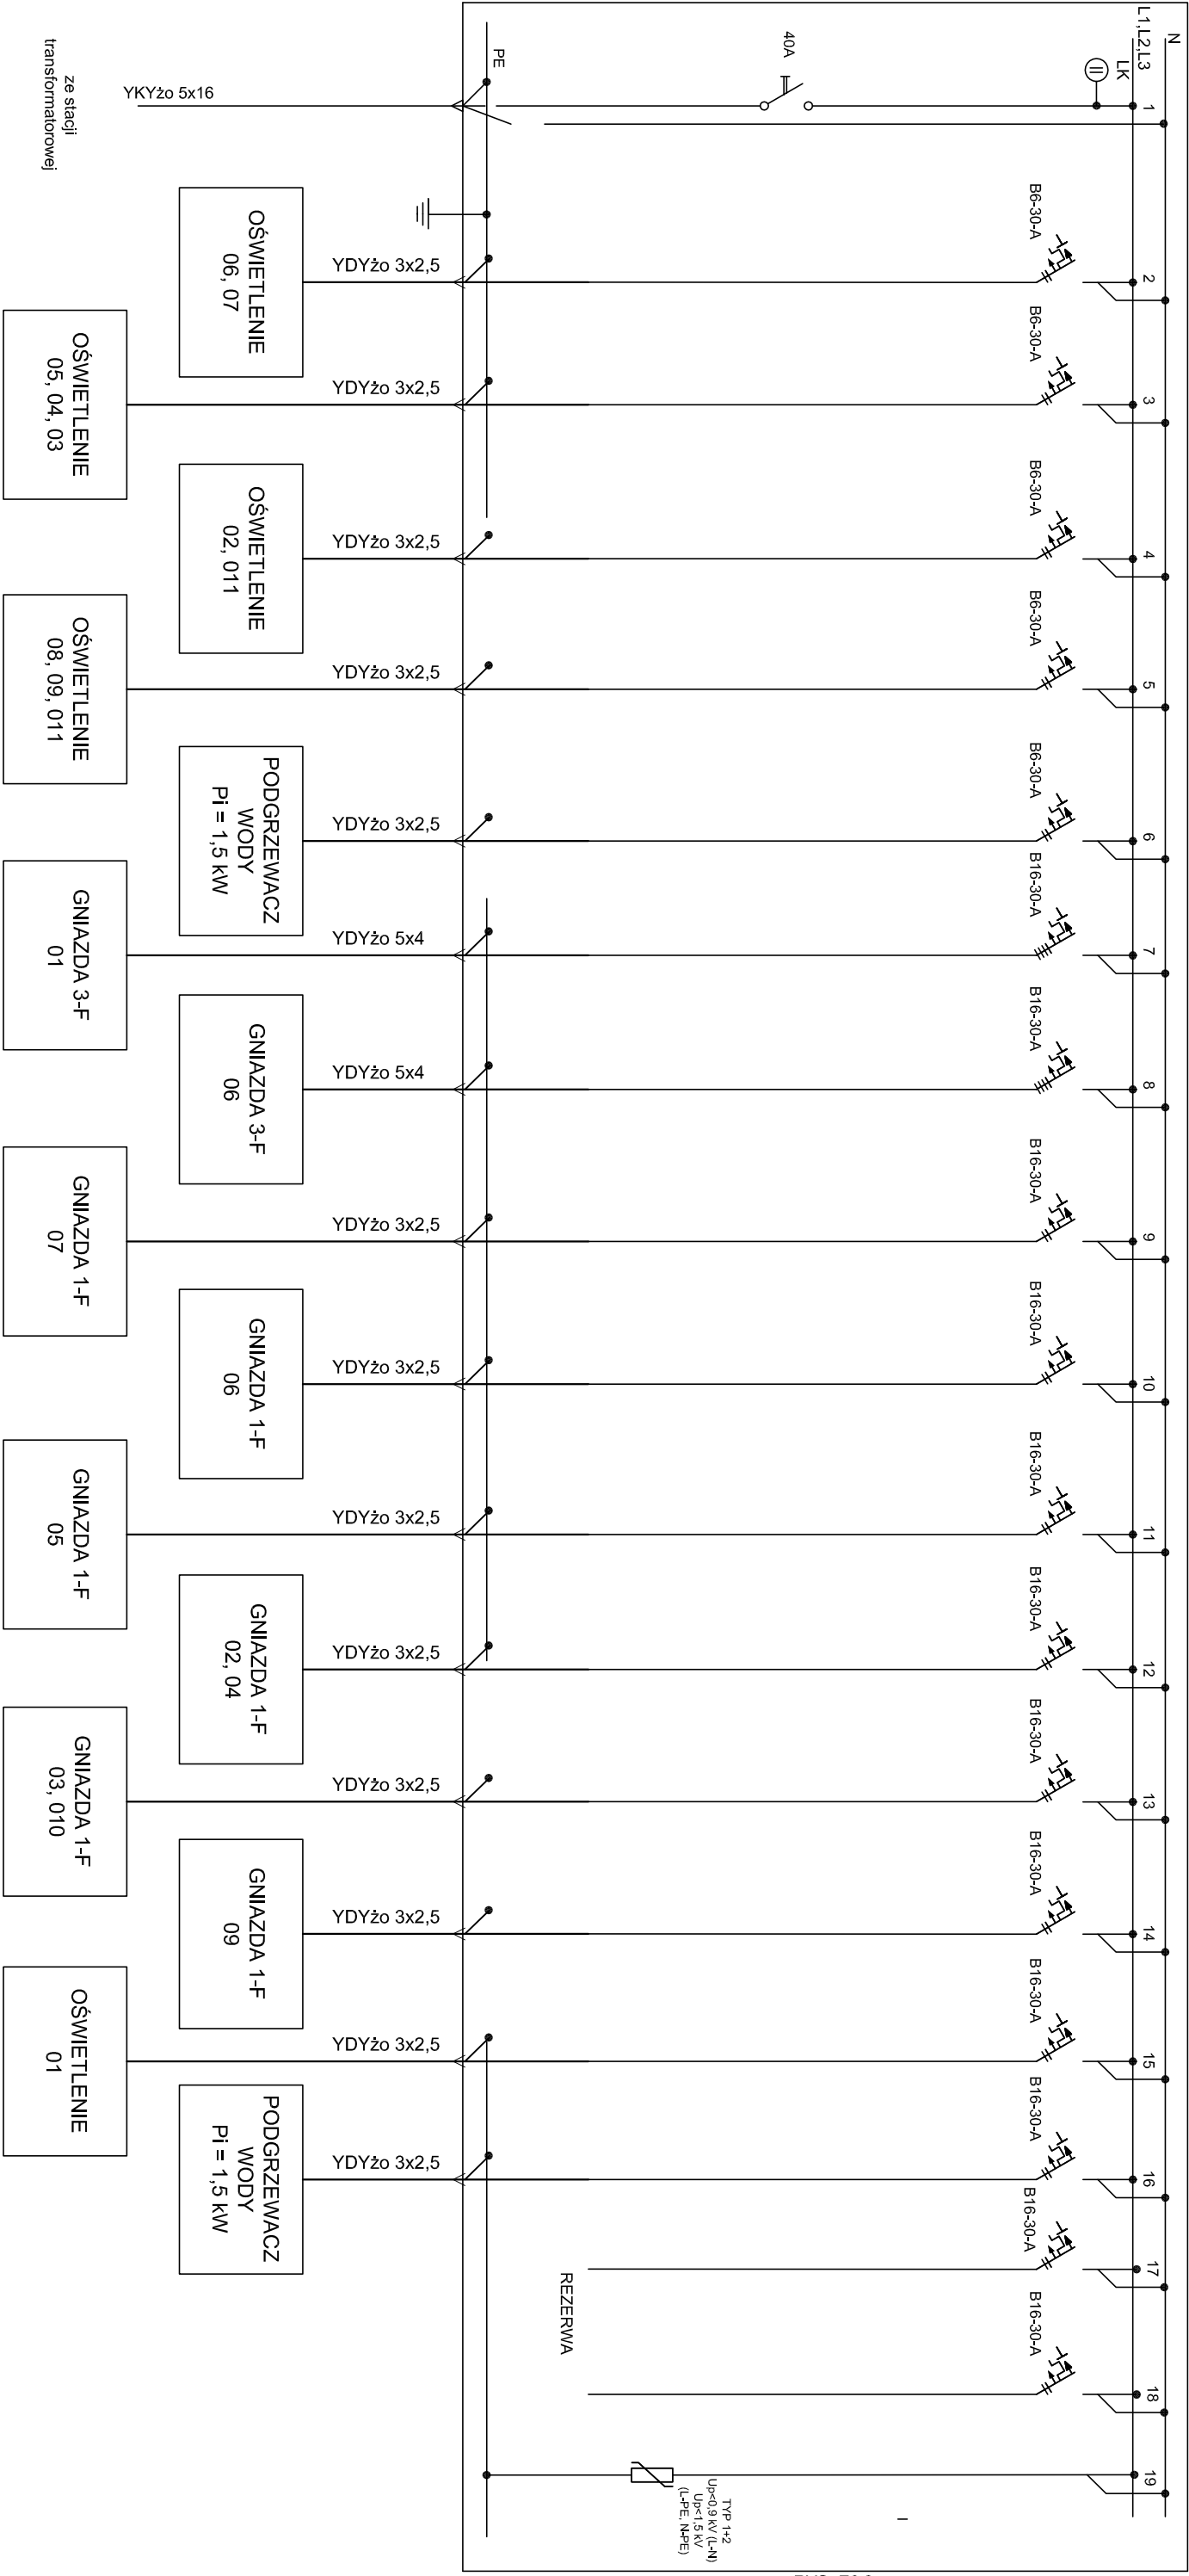 N
L1,L2,L3
LK
40A
PE
1
YKYżo 5x16
ze stacji
transformatorowej
2
B6-30-A
YDYżo 3x2,5
OŚWIETLENIE
06, 07
3
B6-30-A
YDYżo 3x2,5
OŚWIETLENIE
05, 04, 03
4
B6-30-A
YDYżo 3x2,5
OŚWIETLENIE
02, 011
5
B6-30-A
YDYżo 3x2,5
OŚWIETLENIE
08, 09, 011
6
B6-30-A
YDYżo 3x2,5
PODGRZEWACZ
WODY
Pi = 1,5 kW
7
B16-30-A
YDYżo 5x4
GNIAZDA 3-F
01
8
B16-30-A
YDYżo 5x4
GNIAZDA 3-F
06
9
B16-30-A
YDYżo 3x2,5
GNIAZDA 1-F
07
10
B16-30-A
YDYżo 3x2,5
GNIAZDA 1-F
06
11
B16-30-A
YDYżo 3x2,5
GNIAZDA 1-F
05
12
B16-30-A
YDYżo 3x2,5
GNIAZDA 1-F
02, 04
13
B16-30-A
YDYżo 3x2,5
GNIAZDA 1-F
03, 010
14
B16-30-A
YDYżo 3x2,5
GNIAZDA 1-F
09
15
B16-30-A
YDYżo 3x2,5
OŚWIETLENIE
01
16
B16-30-A
YDYżo 3x2,5
PODGRZEWACZ
WODY
Pi = 1,5 kW
17
B16-30-A
REZERWA
18
B16-30-A
19
TYP 1+2
Up<0,9 kV (L-N)
Up<1,5 kV
(L-PE, N-PE)